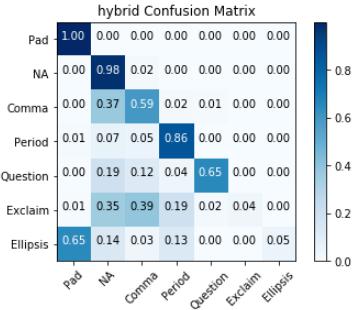 hybrid Confusion Matrix
Pad 1.00 0.00 0.00 0.00 0.00 0.00 0.00
NA 0.00 0.98 0.02 0.00 0.00 0.00 0.00
Comma 0.00 0.37 0.59 0.02 0.01 0.00 0.00
Period 0.01 0.07 0.05 0.86 0.00 0.00 0.00
Question 0.00 0.19 0.12 0.04 0.65 0.00 0.00
Exclaim 0.01 0.35 0.39 0.19 0.02 0.04 0.00
Ellipsis 0.65 0.14 0.03 0.13 0.00 0.00 0.05
Pad NA Comma Period Question Exclaim Ellipsis
0.8
0.6
0.4
0.2
0.0